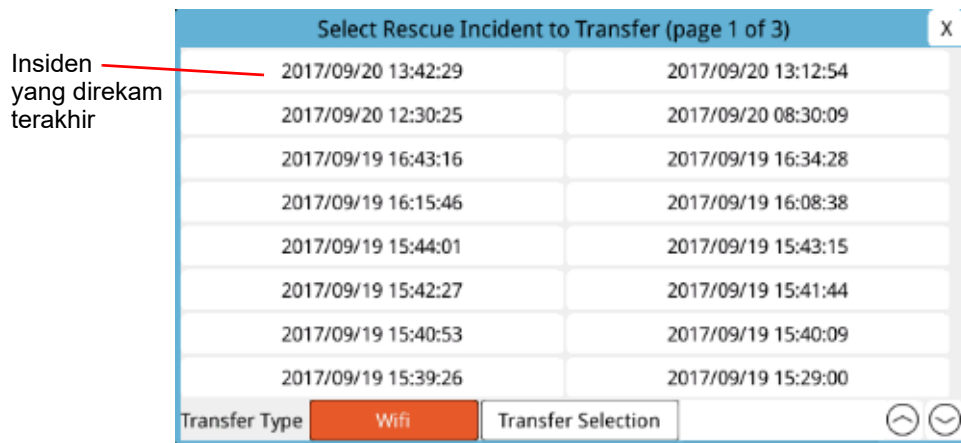 Select Rescue Incident to Transfer (page 1 of 3) X
Insiden
yang direkam
terakhir
2017/09/20 13:42:29 2017/09/20 13:12:54
2017/09/20 12:30:25 2017/09/20 08:30:09
2017/09/19 16:43:16 2017/09/19 16:34:28
2017/09/19 16:15:46 2017/09/19 16:08:38
2017/09/19 15:44:01 2017/09/19 15:43:15
2017/09/19 15:42:27 2017/09/19 15:41:44
2017/09/19 15:40:53 2017/09/19 15:40:09
2017/09/19 15:39:26 2017/09/19 15:29:00
Transfer Type Wifi Transfer Selection